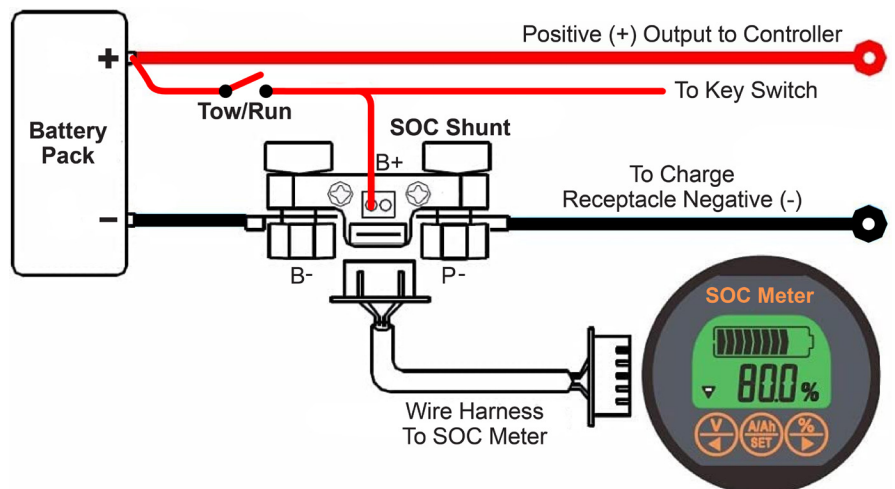 Positive (+) Output to Controller
+
To Key Switch
Tow/Run
Battery
Pack
SOC Shunt
B+
To Charge
Receptacle Negative (-)
–
B-
P-
SOC Meter
80.0%
V
A/Ah
SET
%
Wire Harness
To SOC Meter